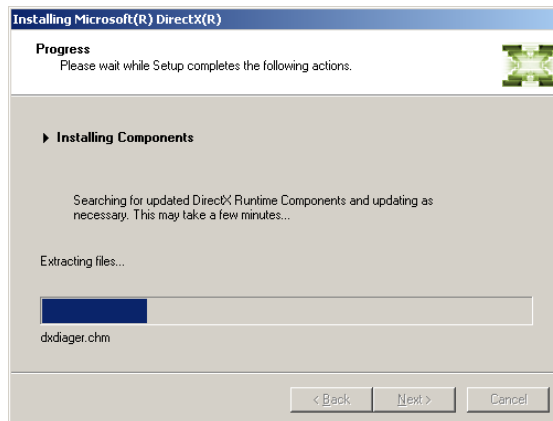 Installing Microsoft(R) DirectX(R)
Progress
Please wait while Setup completes the following actions.
Installing Components
Searching for updated DirectX Runtime Components and updating as
necessary. This may take a few minutes...
Extracting files...
dxdiager.chm
< Back Next > Cancel